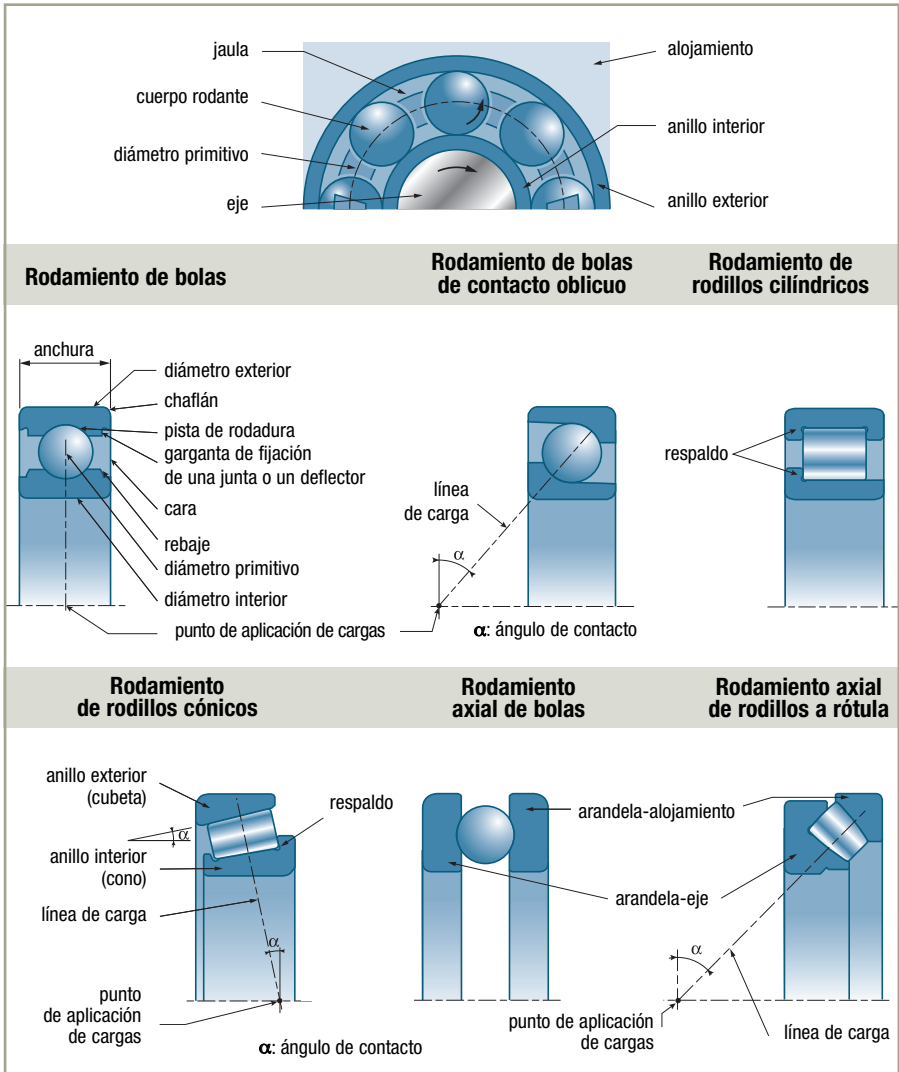 jaula
cuerpo rodante
diámetro primitivo
eje
alojamiento
anillo interior
anillo exterior
Rodamiento de bolas
Rodamiento de bolas
de contacto oblicuo
Rodamiento de
rodillos cilíndricos
anchura
diámetro exterior
chaflán
pista de rodadura
garganta de fijación
de una junta o un deflector
cara
rebaje
diámetro primitivo
diámetro interior
punto de aplicación de cargas
línea
de carga
α
α: ángulo de contacto
respaldo
Rodamiento
de rodillos cónicos
Rodamiento
axial de bolas
Rodamiento axial
de rodillos a rótula
anillo exterior
(cubeta)
α
anillo interior
(cono)
línea de carga
α
punto
de aplicación
de cargas
respaldo
α: ángulo de contacto
arandela-alojamiento
arandela-eje
α
punto de aplicación
de cargas
línea de carga